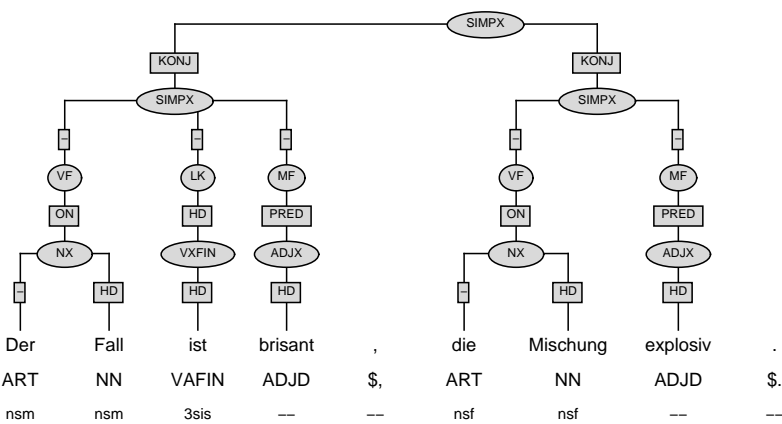 SIMPX
KONJ KONJ
SIMPX SIMPX
– – – – –
VF LK MF VF MF
ON HD PRED ON PRED
NX VXFIN ADJX NX ADJX
– HD HD HD – HD HD
Der Fall ist brisant , die Mischung explosiv .
ART NN VAFIN ADJD $, ART NN ADJD $.
nsm nsm 3sis –– –– nsf nsf –– ––